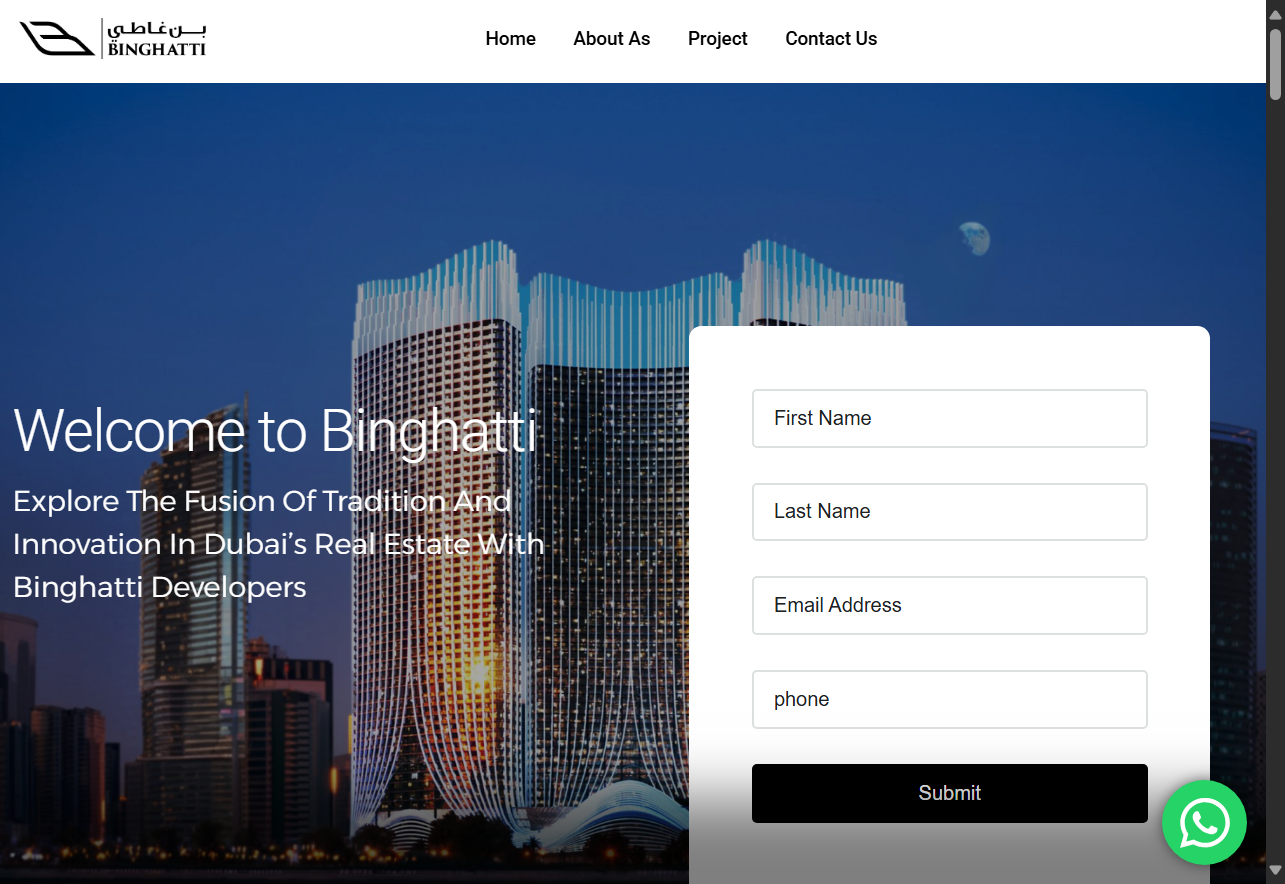 بن غاطي
BINGHATTI
Home
About As
Project
Contact Us
Welcome to Binghatti
Explore The Fusion Of Tradition And
Innovation In Dubai’s Real Estate With
Binghatti Developers
First Name
Last Name
Email Address
phone
Submit